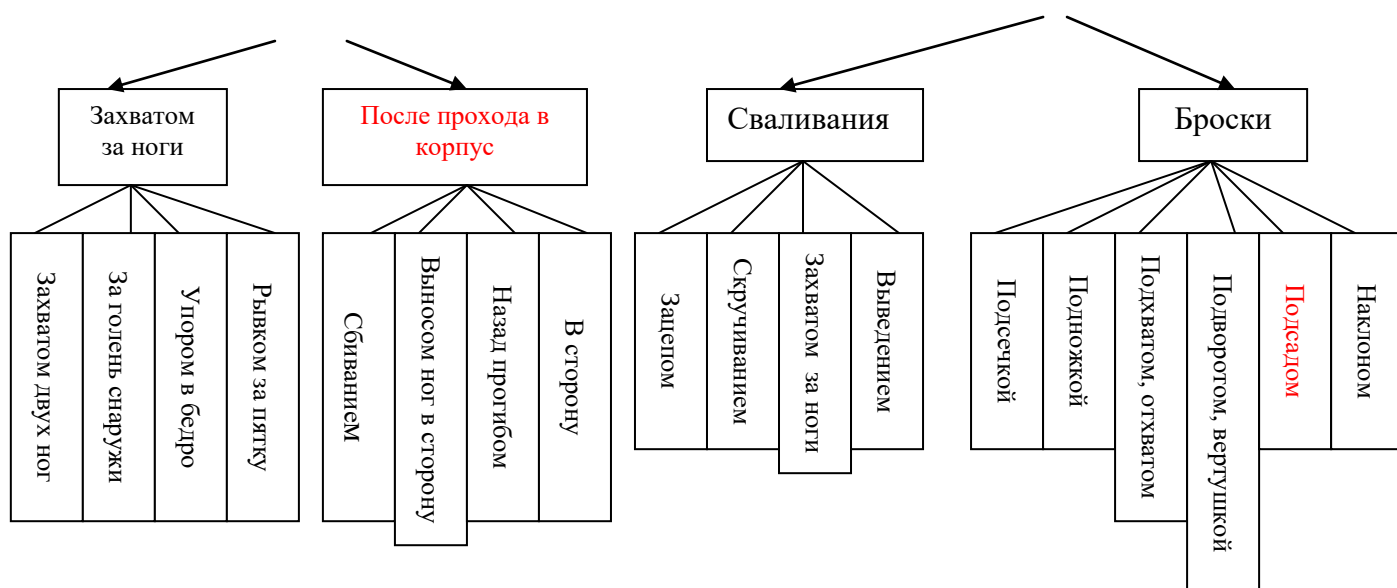 Захватом
за ноги
После прохода в
корпус
Сваливания
Броски
Захватом двух ног
За голень снаружи
Упором в бедро
Рывком за пятку
Сбиванием
Выносом ног в сторону
Назад прогибом
В сторону
Зацепом
Скручиванием
Захватом за ноги
Выведением
Подсечкой
Подножкой
Подхватом, отхватом
Подворотом, вертушкой
Подсадом
Наклоном